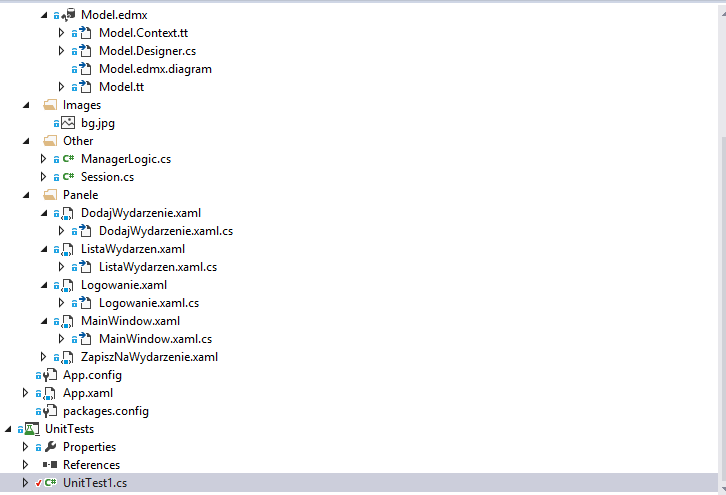 Model.edmx
Model.Context.tt
Model.Designer.cs
Model.edmx.diagram
Model.tt
Images
bg.jpg
Other
C# ManagerLogic.cs
C# Session.cs
Panele
DodajWydarzenie.xaml
DodajWydarzenie.xaml.cs
ListaWydarzen.xaml
ListaWydarzen.xaml.cs
Logowanie.xaml
Logowanie.xaml.cs
MainWindow.xaml
MainWindow.xaml.cs
ZapiszNaWydarzenie.xaml
App.config
App.xaml
packages.config
UnitTests
Properties
References
C# UnitTest1.cs